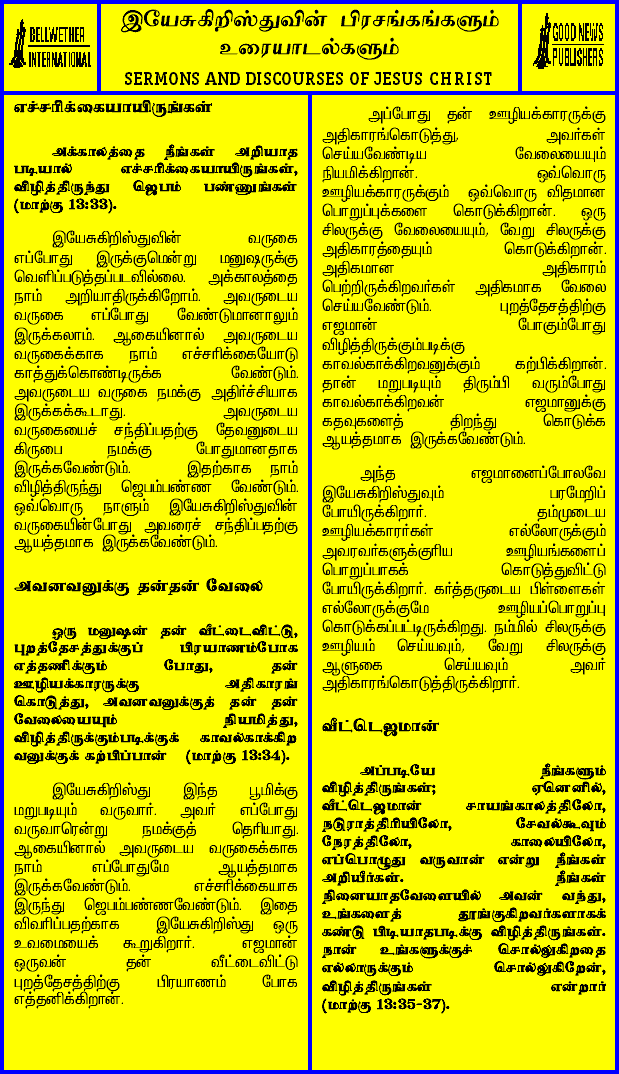 BELLWETHER
INTERNATIONAL
இயேசுகிறிஸ்துவின் பிரசங்கங்களும்
உரையாடல்களும்
SERMONS AND DISCOURSES OF JESUS CHRIST
GOOD NEWS
PUBLISHERS
எச்சரிக்கையாயிருங்கள்
அக்காலத்தை நீங்கள் அறியாத
படியால் எச்சரிக்கையாயிருங்கள்,
விழித்திருந்து ஜெபம் பண்ணுங்கள்
(மாற்கு 13:33).
இயேசுகிறிஸ்துவின் வருகை
எப்போது இருக்குமென்று மனுஷருக்கு
வெளிப்படுத்தப்படவில்லை. அக்காலத்தை
நாம் அறியாதிருக்கிறோம். அவருடைய
வருகை எப்போது வேண்டுமானாலும்
இருக்கலாம். ஆகையினால் அவருடைய
வருகைக்காக நாம் எச்சரிக்கையோடு
காத்துக்கொண்டிருக்க வேண்டும்.
அவருடைய வருகை நமக்கு அதிர்ச்சியாக
இருக்கக்கூடாது. அவருடைய
வருகையைச் சந்திப்பதற்கு தேவனுடைய
கிருபை நமக்கு போதுமானதாக
இருக்கவேண்டும். இதற்காக நாம்
விழித்திருந்து ஜெபம்பண்ண வேண்டும்.
ஒவ்வொரு நாளும் இயேசுகிறிஸ்துவின்
வருகையின்போது அவரைச் சந்திப்பதற்கு
ஆயத்தமாக இருக்கவேண்டும்.
அவனவனுக்கு தன்தன் வேலை
ஒரு மனுஷன் தன் வீட்டைவிட்டு,
புறத்தேசத்துக்குப் பிரயாணம்போக
எத்தணிக்கும் போது, தன்
ஊழியக்காரருக்கு அதிகாரங்
கொடுத்து, அவனவனுக்குத் தன் தன்
வேலையையும் நியமித்து,
விழித்திருக்கும்படிக்குக் காவல்காக்கிற
வனுக்குக் கற்பிப்பான் (மாற்கு 13:34).
இயேசுகிறிஸ்து இந்த பூமிக்கு
மறுபடியும் வருவார். அவர் எப்போது
வருவாரென்று நமக்குத் தெரியாது.
ஆகையினால் அவருடைய வருகைக்காக
நாம் எப்போதுமே ஆயத்தமாக
இருக்கவேண்டும். எச்சரிக்கையாக
இருந்து ஜெபம்பண்ணவேண்டும். இதை
விவரிப்பதற்காக இயேசுகிறிஸ்து ஒரு
உவமையைக் கூறுகிறார். எஜமான்
ஒருவன் தன் வீட்டைவிட்டு
புறத்தேசத்திற்கு பிரயாணம் போக
எத்தனிக்கிறான்.
அப்போது தன் ஊழியக்காரருக்கு
அதிகாரங்கொடுத்து, அவர்கள்
செய்யவேண்டிய வேலையையும்
நியமிக்கிறான். ஒவ்வொரு
ஊழியக்காரருக்கும் ஒவ்வொரு விதமான
பொறுப்புக்களை கொடுக்கிறான். ஒரு
சிலருக்கு வேலையையும், வேறு சிலருக்கு
அதிகாரத்தையும் கொடுக்கிறான்.
அதிகமான அதிகாரம்
பெற்றிருக்கிறவர்கள் அதிகமாக வேலை
செய்யவேண்டும். புறத்தேசத்திற்கு
எஜமான் போகும்போது
விழித்திருக்கும்படிக்கு
காவல்காக்கிறவனுக்கும் கற்பிக்கிறான்.
தான் மறுபடியும் திரும்பி வரும்போது
காவல்காக்கிறவன் எஜமானுக்கு
கதவுகளைத் திறந்து கொடுக்க
ஆயத்தமாக இருக்கவேண்டும்.
அந்த எஜமானைப்போலவே
இயேசுகிறிஸ்துவும் பரமேறிப்
போயிருக்கிறார். தம்முடைய
ஊழியக்காரர்கள் எல்லோருக்கும்
அவரவர்களுக்குரிய ஊழியங்களைப்
பொறுப்பாகக் கொடுத்துவிட்டு
போயிருக்கிறார். கர்த்தருடைய பிள்ளைகள்
எல்லோருக்குமே ஊழியப்பொறுப்பு
கொடுக்கப்பட்டிருக்கிறது. நம்மில் சிலருக்கு
ஊழியம் செய்யவும், வேறு சிலருக்கு
ஆளுகை செய்யவும் அவர்
அதிகாரங்கொடுத்திருக்கிறார்.
வீட்டெஜமான்
அப்படியே நீங்களும்
விழித்திருங்கள்; ஏனெனில்,
வீட்டெஜமான் சாயங்காலத்திலோ,
நடுராத்திரியிலோ, சேவல்கூவும்
நேரத்திலோ, காலையிலோ,
எப்பொழுது வருவான் என்று நீங்கள்
அறியீர்கள். நீங்கள்
நினையாதவேளையில் அவன் வந்து,
உங்களைத் தூங்குகிறவர்களாகக்
கண்டு பிடியாதபடிக்கு விழித்திருங்கள்.
நான் உங்களுக்குச் சொல்லுகிறதை
எல்லாருக்கும் சொல்லுகிறேன்,
விழித்திருங்கள் என்றார்
(மாற்கு 13:35-37).